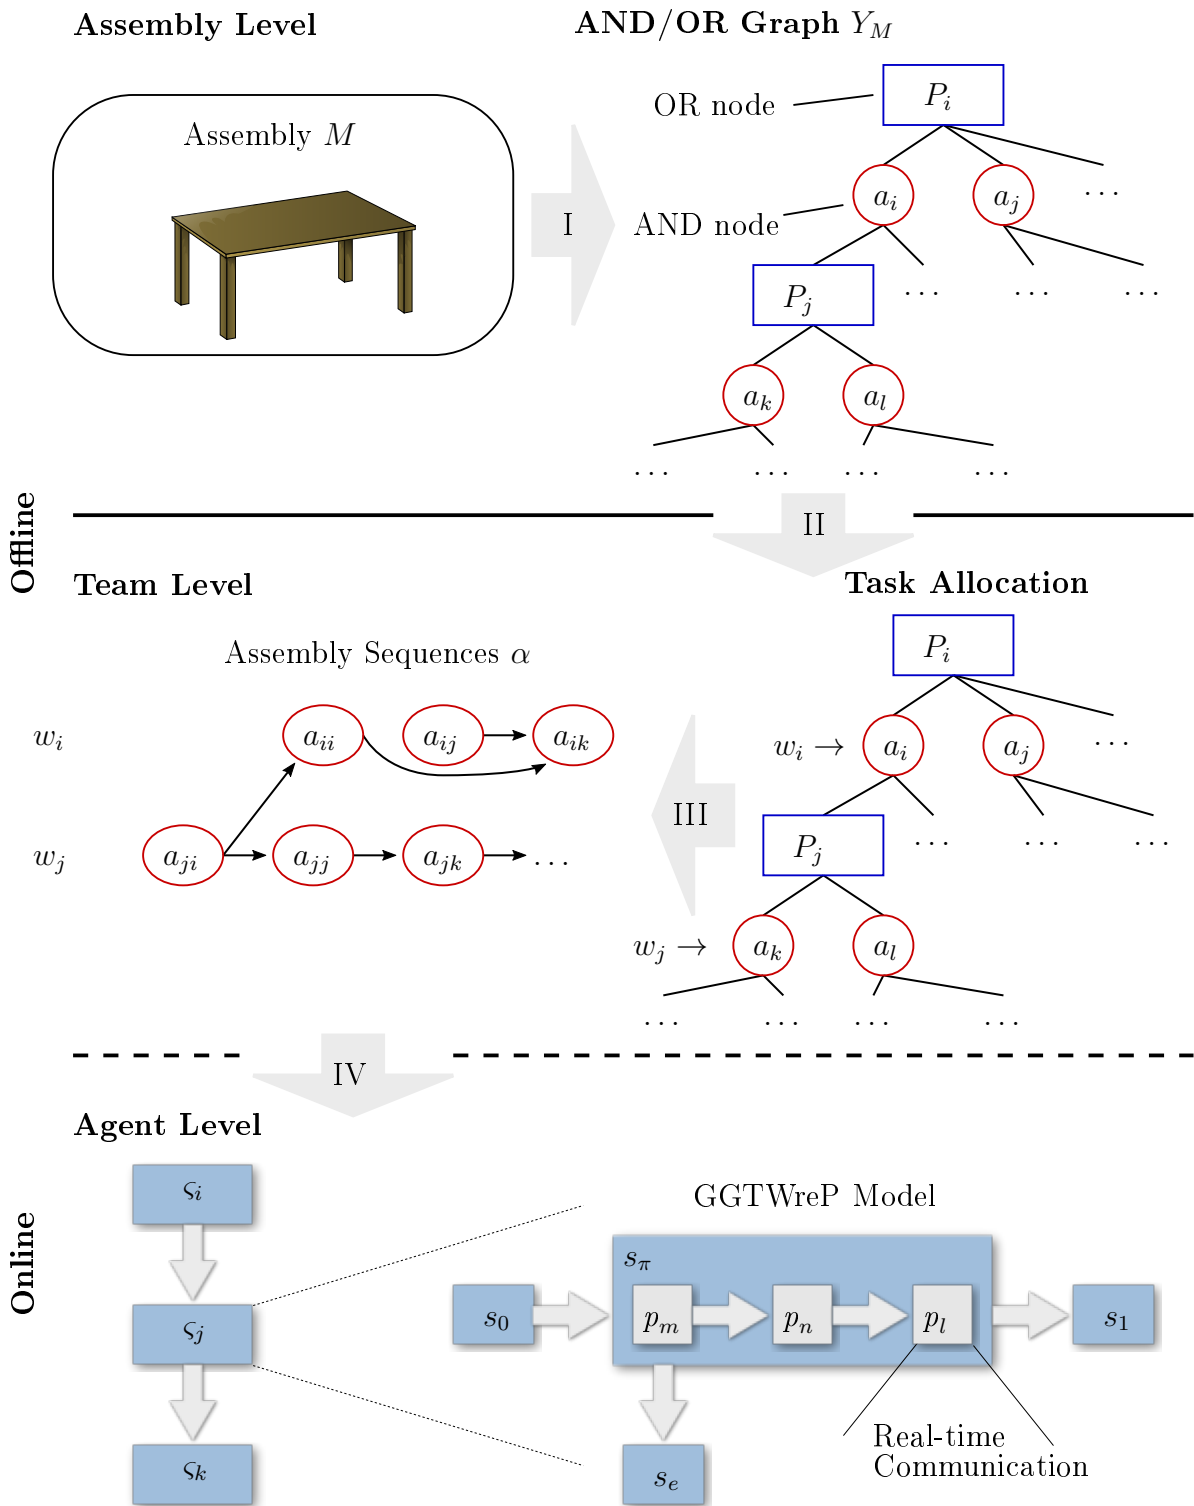 Assembly Level
AND/OR Graph Y_M
Assembly M
OR node
P_i
I
AND node
a_i
a_j
. . .
P_j
. . .
. . .
. . .
a_k
a_l
. . .
. . .
. . .
. . .
Offline
II
Team Level
Task Allocation
Assembly Sequences α
P_i
w_i
a_ii
a_ij
a_ik
w_i →
a_i
a_j
. . .
III
w_j
a_ji
a_jj
a_jk
. . .
P_j
. . .
. . .
. . .
w_j →
a_k
a_l
. . .
. . .
. . .
. . .
IV
Agent Level
Online
ς_i
ς_j
ς_k
GGTWreP Model
s_π
s_0
p_m
p_n
p_l
s_1
s_e
Real-time
Communication